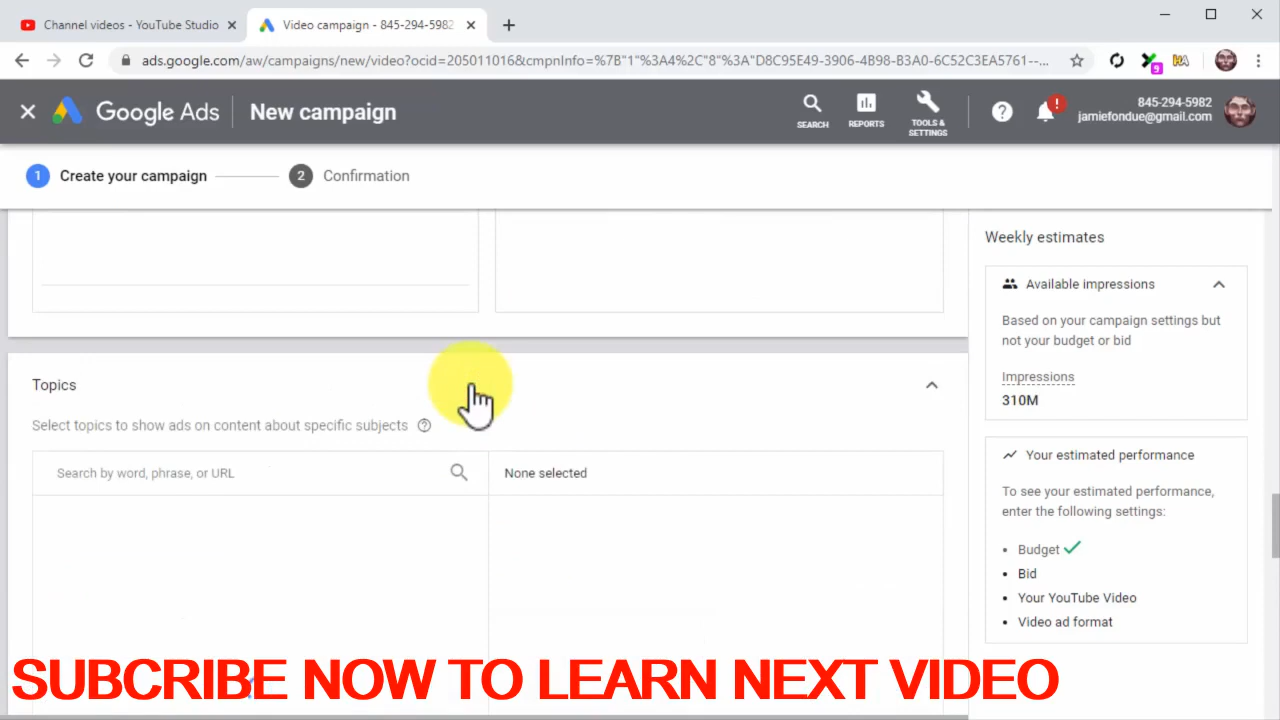 Channel videos - YouTube Studio
Video campaign - 845-294-5982
ads.google.com/aw/campaigns/new/video?ocid=205011016&cmpnInfo=%7B"1"%3A4%2C"8"%3A"D8C95E49-3906-4B98-B3A0-6C52C3EA5761--...
9
Google Ads
New campaign
SEARCH
REPORTS
TOOLS &
SETTINGS
!
845-294-5982
jamiefondue@gmail.com
1 Create your campaign
2 Confirmation
Topics
Select topics to show ads on content about specific subjects
Search by word, phrase, or URL
None selected
Weekly estimates
Available impressions
Based on your campaign settings but
not your budget or bid
Impressions
310M
Your estimated performance
To see your estimated performance,
enter the following settings:
• Budget
• Bid
• Your YouTube Video
• Video ad format
SUBCRIBE NOW TO LEARN NEXT VIDEO